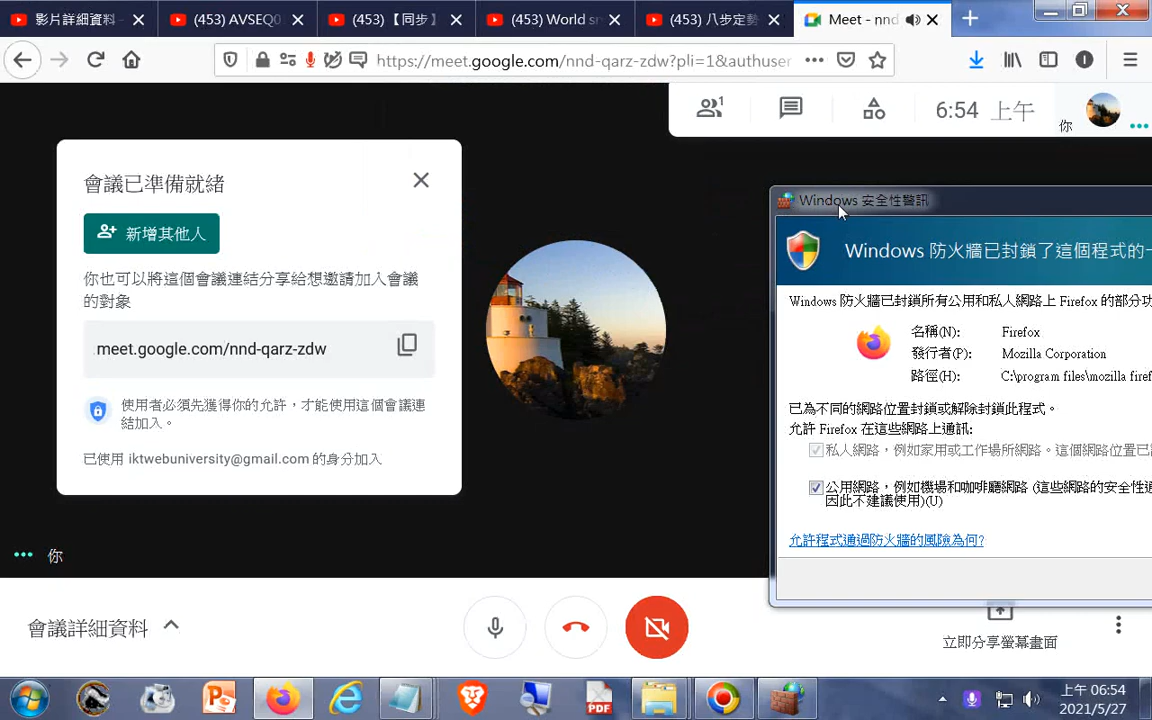 影片詳細資料 -
(453) AVSEQ0
(453)【同步】
(453) World sn
(453) 八步定勢
Meet - nnd
https://meet.google.com/nnd-qarz-zdw?pli=1&authuser
1
6:54 上午
你
會議已準備就緒
新增其他人
你也可以將這個會議連結分享給想邀請加入會議
的對象
meet.google.com/nnd-qarz-zdw
使用者必須先獲得你的允許，才能使用這個會議連
結加入。
已使用 iktwebuniversity@gmail.com 的身分加入
Windows 安全性警訊
Windows 防火牆已封鎖了這個程式的一
Windows 防火牆已封鎖所有公用和私人網路上 Firefox 的部分功
名稱(N): Firefox
發行者(P): Mozilla Corporation
路徑(H): C:\program files\mozilla firef
已為不同的網路位置封鎖或解除封鎖此程式。
允許 Firefox 在這些網路上通訊:
私人網路，例如家用或工作場所網路。這個網路位置已
公用網路，例如機場和咖啡廳網路 (這些網路的安全性
因此不建議使用)(U)
允許程式通過防火牆的風險為何?
你
會議詳細資料
立即分享螢幕畫面
PDF
上午 06:54
2021/5/27